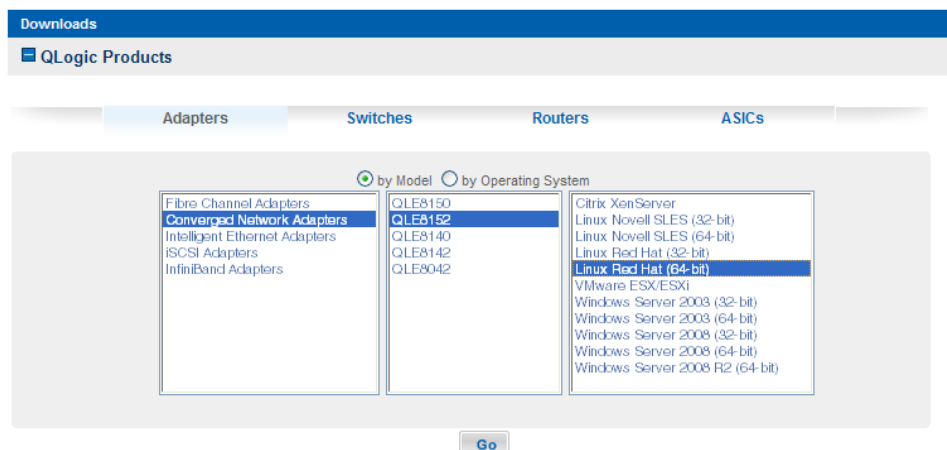 Downloads
QLogic Products
Adapters Switches Routers ASICs
by Model by Operating System
Fibre Channel Adapters
Converged Network Adapters
Intelligent Ethernet Adapters
iSCSI Adapters
InfiniBand Adapters
QLE8150
QLE8152
QLE8140
QLE8142
QLE8042
Citrix XenServer
Linux Novell SLES (32-bit)
Linux Novell SLES (64-bit)
Linux Red Hat (32-bit)
Linux Red Hat (64-bit)
VMware ESX/ESXi
Windows Server 2003 (32-bit)
Windows Server 2003 (64-bit)
Windows Server 2008 (32-bit)
Windows Server 2008 (64-bit)
Windows Server 2008 R2 (64-bit)
Go